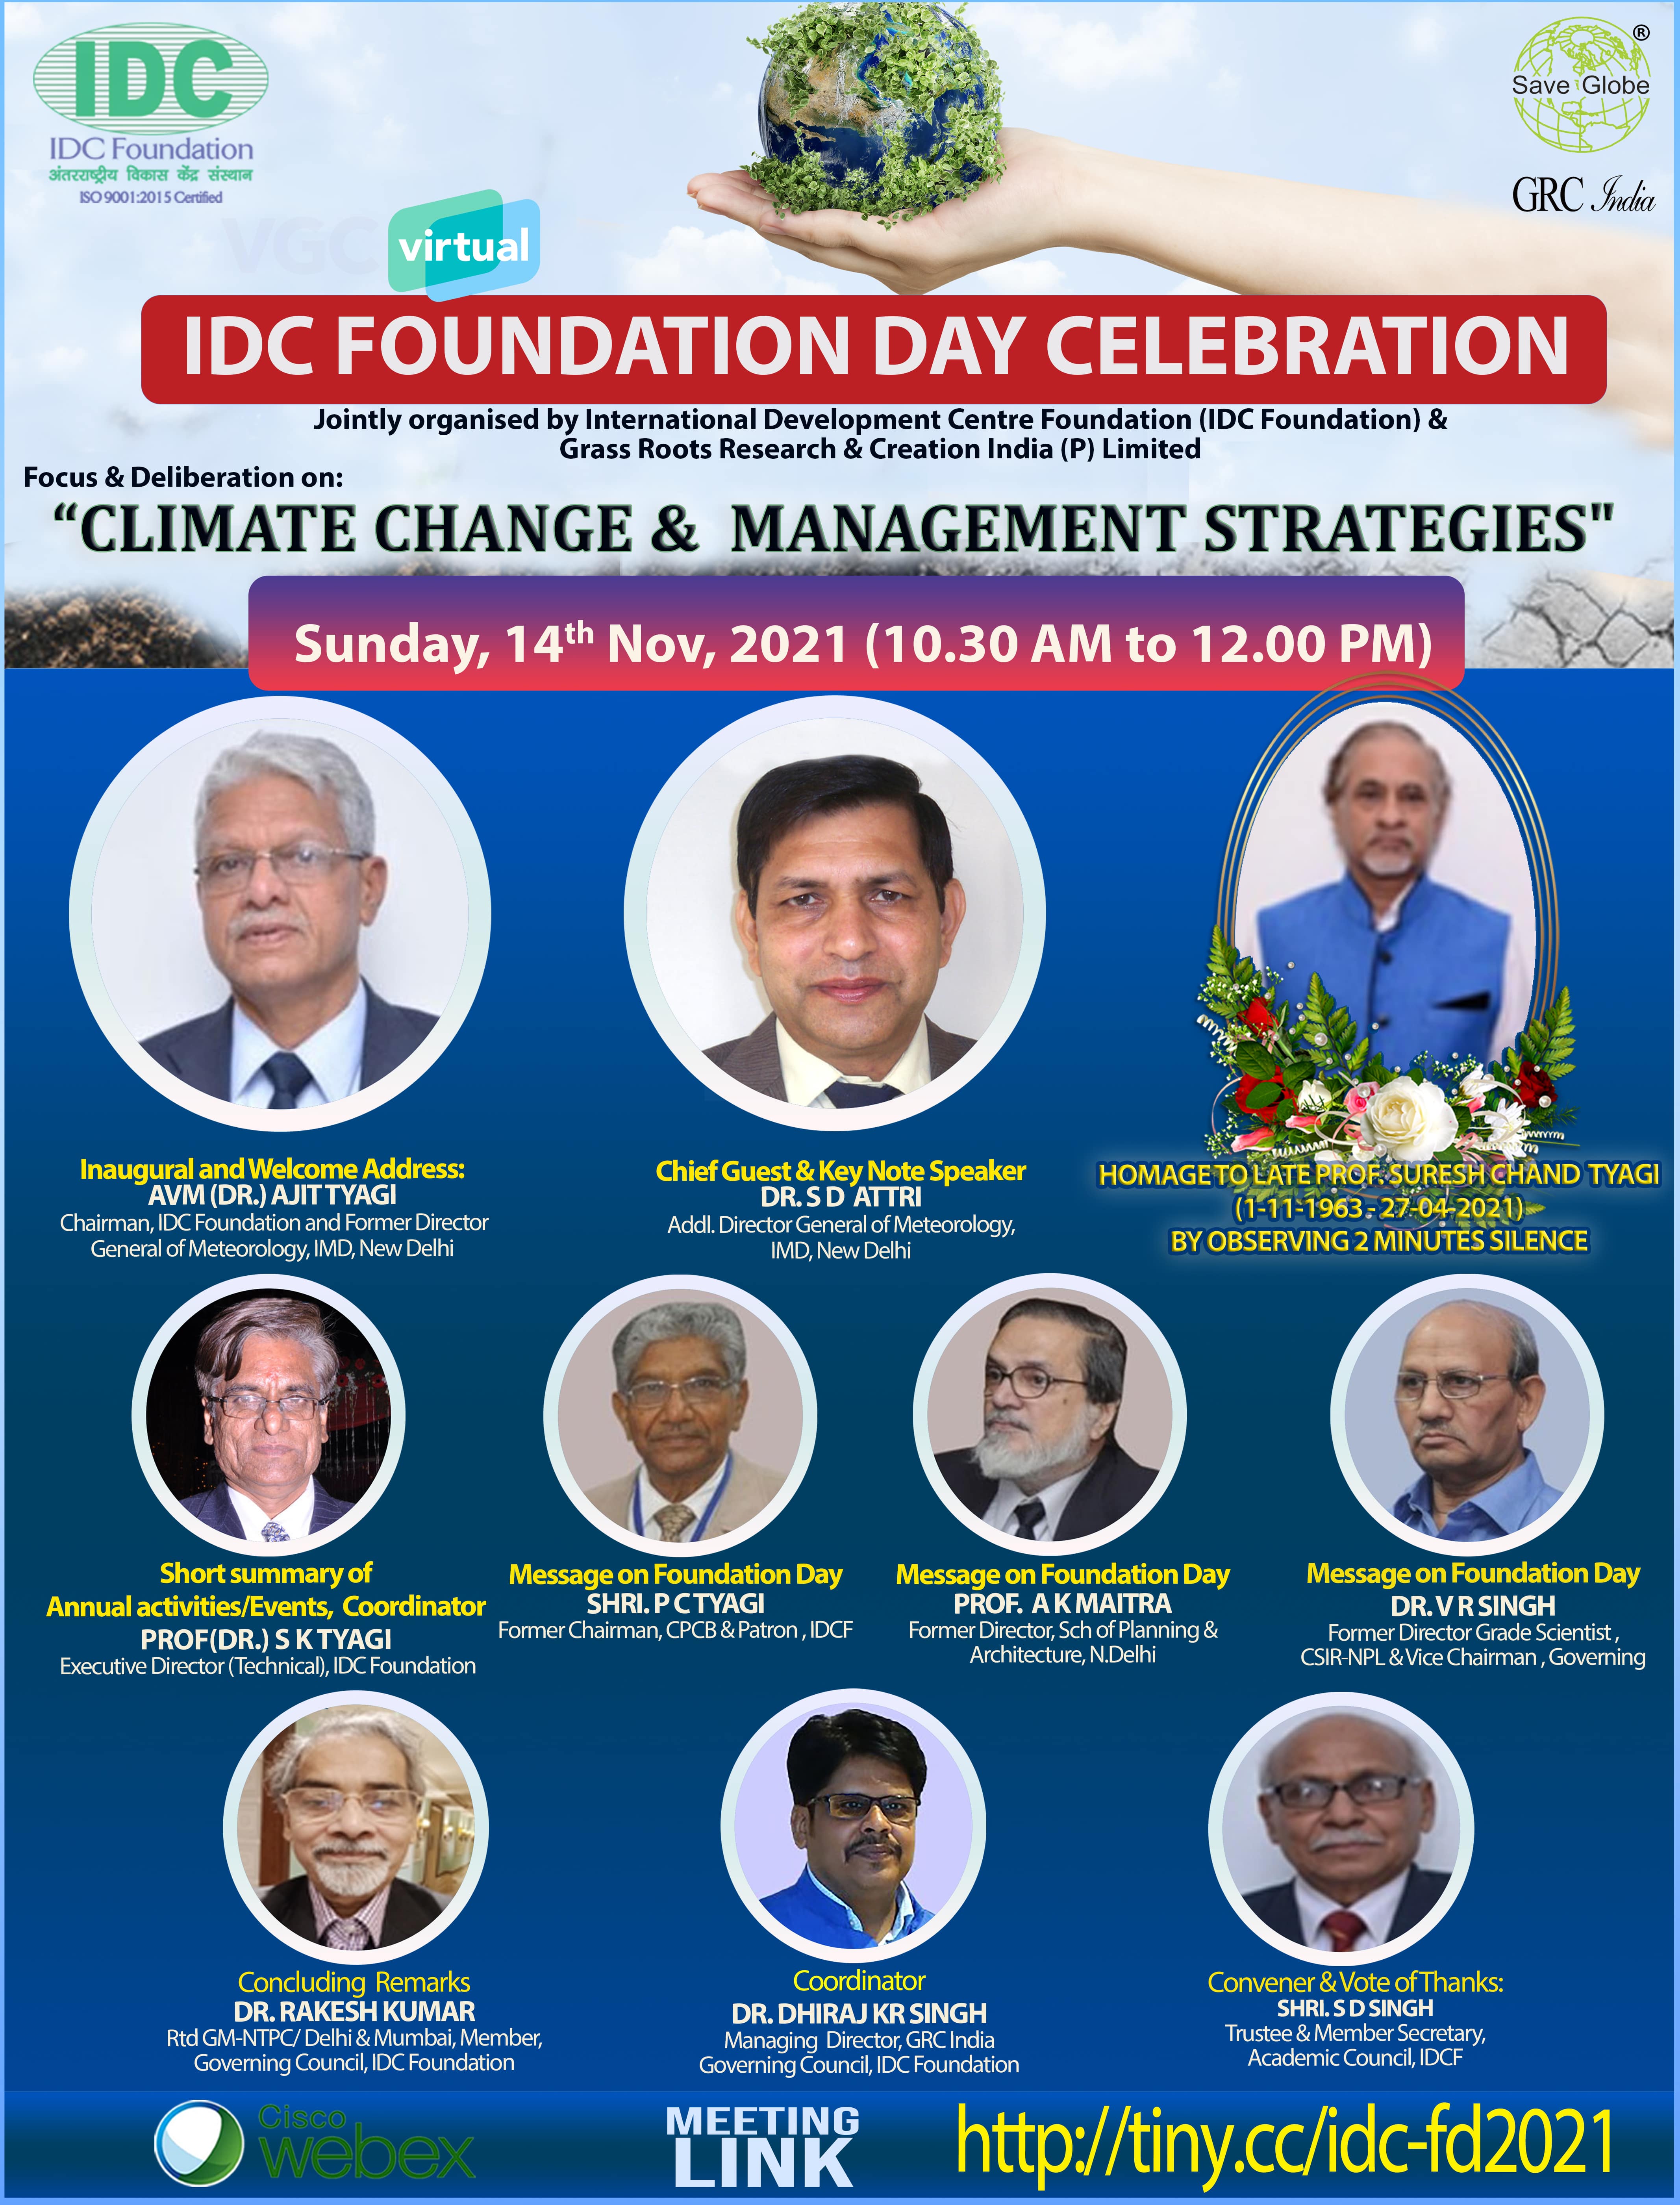 IDC
IDC Foundation
अंतरराष्ट्रीय विकास केंद्र संस्थान
ISO 9001:2015 Certified
®
Save Globe
GRC India
VGC
virtual
IDC FOUNDATION DAY CELEBRATION
Jointly organised by International Development Centre Foundation (IDC Foundation) &
Grass Roots Research & Creation India (P) Limited
Focus & Deliberation on:
“CLIMATE CHANGE & MANAGEMENT STRATEGIES"
Sunday, 14th Nov, 2021 (10.30 AM to 12.00 PM)
Inaugural and Welcome Address:
AVM (DR.) AJIT TYAGI
Chairman, IDC Foundation and Former Director
General of Meteorology, IMD, New Delhi
Chief Guest & Key Note Speaker
DR. S D ATTRI
Addl. Director General of Meteorology,
IMD, New Delhi
HOMAGE TO LATE PROF. SURESH CHAND TYAGI
(1-11-1963 - 27-04-2021)
BY OBSERVING 2 MINUTES SILENCE
Short summary of
Annual activities/Events, Coordinator
PROF(DR.) S K TYAGI
Executive Director (Technical), IDC Foundation
Message on Foundation Day
SHRI. P C TYAGI
Former Chairman, CPCB & Patron , IDCF
Message on Foundation Day
PROF. A K MAITRA
Former Director, Sch of Planning &
Architecture, N.Delhi
Message on Foundation Day
DR. V R SINGH
Former Director Grade Scientist ,
CSIR-NPL & Vice Chairman , Governing
Concluding Remarks
DR. RAKESH KUMAR
Rtd GM-NTPC/ Delhi & Mumbai, Member,
Governing Council, IDC Foundation
Coordinator
DR. DHIRAJ KR SINGH
Managing Director, GRC India
Governing Council, IDC Foundation
Convener & Vote of Thanks:
SHRI. S D SINGH
Trustee & Member Secretary,
Academic Council, IDCF
Cisco
webex
MEETING
LINK
http://tiny.cc/idc-fd2021